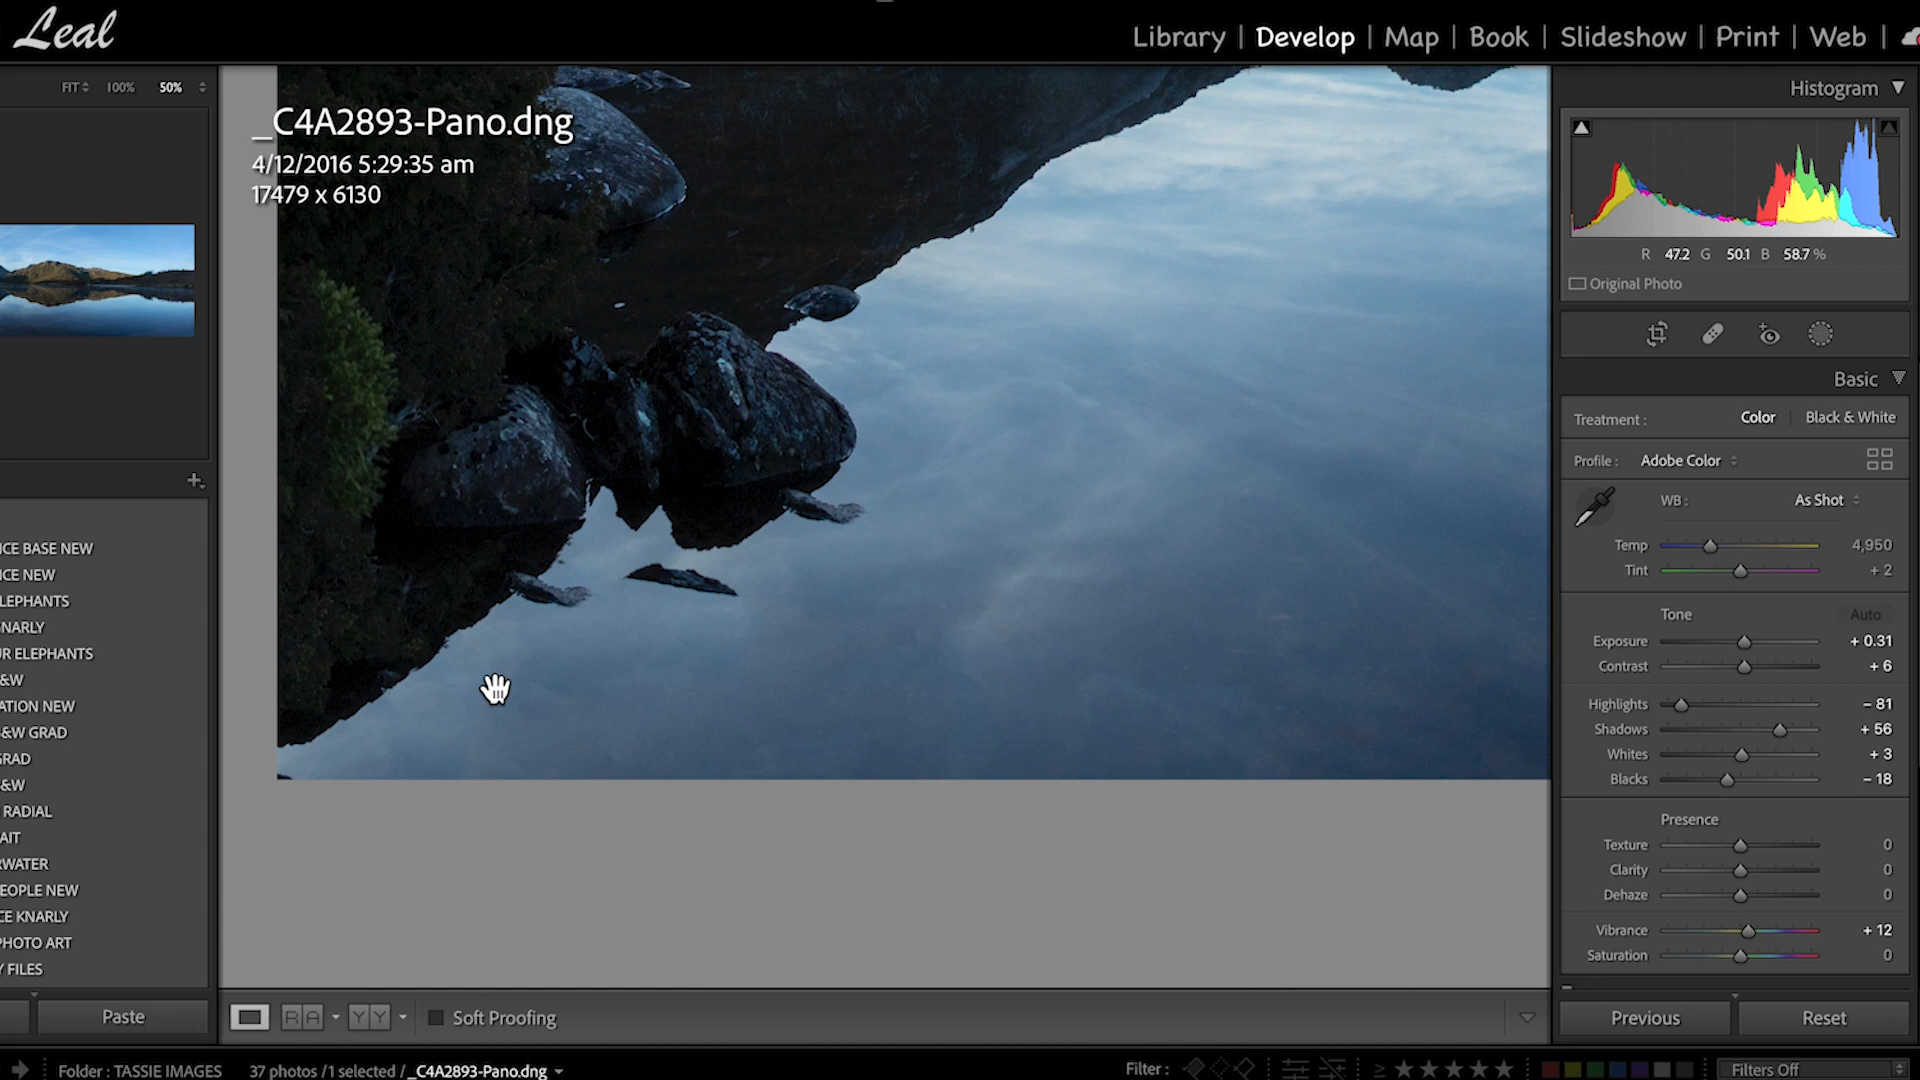 Leal
Library | Develop | Map | Book | Slideshow | Print | Web |
FIT 100% 50%
_C4A2893-Pano.dng
4/12/2016 5:29:35 am
17479 x 6130
CE BASE NEW
CE NEW
LEPHANTS
NARLY
R ELEPHANTS
&W
ATION NEW
&W GRAD
GRAD
&W
RADIAL
AIT
RWATER
EOPLE NEW
CE KNARLY
PHOTO ART
Y FILES
Paste
R A Y Y Soft Proofing
Histogram
R 47.2 G 50.1 B 58.7 %
Original Photo
Basic
Treatment : Color Black & White
Profile : Adobe Color
WB : As Shot
Temp 4,950
Tint + 2
Tone Auto
Exposure + 0.31
Contrast + 6
Highlights – 81
Shadows + 56
Whites + 3
Blacks – 18
Presence
Texture 0
Clarity 0
Dehaze 0
Vibrance + 12
Saturation 0
Previous Reset
Folder : TASSIE IMAGES 37 photos /1 selected /_C4A2893-Pano.dng Filter : ≥ ★★★★★ Filters Off